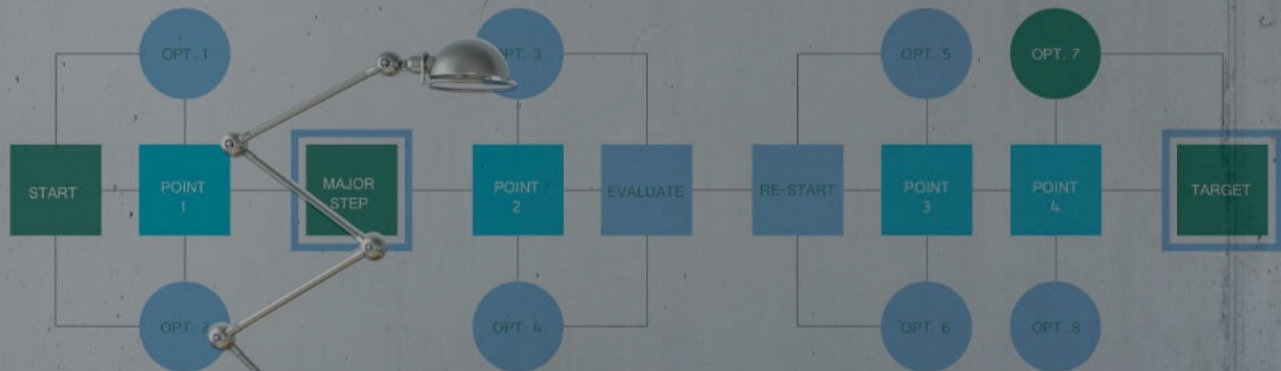 OPT. 1
OPT. 3
OPT. 5
OPT. 7
START
POINT
1
MAJOR
STEP
POINT
2
EVALUATE
RE-START
POINT
3
POINT
4
TARGET
OPT. 2
OPT. 4
OPT. 6
OPT. 8